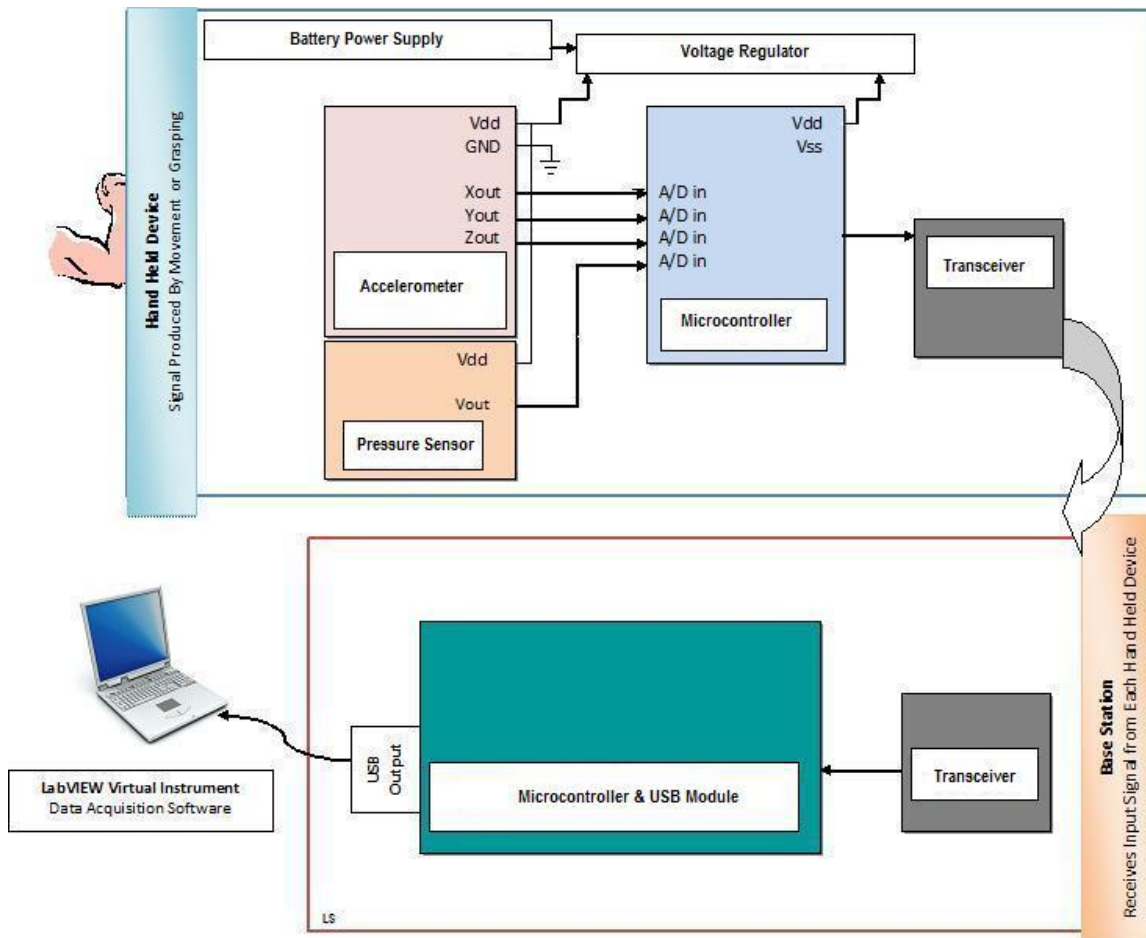 Battery Power Supply
Voltage Regulator
Hand Held Device
Signal Produced By Movement or Grasping
Vdd
GND
Xout
Yout
Zout
Accelerometer
Vdd
Vss
A/D in
A/D in
A/D in
A/D in
Microcontroller
Transceiver
Vdd
Vout
Pressure Sensor
Base Station
Receives Input Signal from Each Hand Held Device
LabVIEW Virtual Instrument
Data Acquisition Software
USB
Output
Microcontroller & USB Module
Transceiver
LS